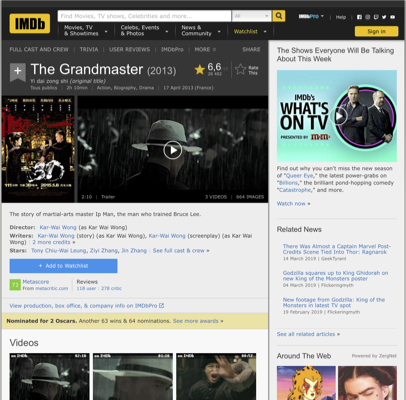 IMDb
Find Movies, TV shows, Celebrities and more...
All
IMDbPro
Help
Movies, TV
& Showtimes
Celebs, Events
& Photos
News &
Community
Watchlist
Sign in
FULL CAST AND CREW | TRIVIA | USER REVIEWS | IMDbPro | MORE
SHARE
The Grandmaster (2013)
Yi dai zong shi (original title)
Tous publics | 2h 10min | Action, Biography, Drama | 17 April 2013 (France)
6,6
Rate
This
2:10 | Trailer
3 VIDEOS | 664 IMAGES
The story of martial-arts master Ip Man, the man who trained Bruce Lee.
Director: Kar-Wai Wong (as Kar Wai Wong)
Writers: Kar-Wai Wong (story) (as Kar Wai Wong), Kar-Wai Wong (screenplay) (as Kar Wai
Wong) | 2 more credits »
Stars: Tony Chiu-Wai Leung, Ziyi Zhang, Jin Zhang | See full cast & crew »
+ Add to Watchlist
73
Metascore
From metacritic.com
Reviews
118 user | 278 critic
View production, box office, & company info on IMDbPro
Nominated for 2 Oscars. Another 63 wins & 64 nominations. See more awards »
Videos
The Shows Everyone Will Be Talking
About This Week
IMDb's
WHAT'S
ON TV
PRESENTED BY
Find out why you can't miss the new season
of "Queer Eye," the latest power-grabs on
"Billions," the brilliant pond-hopping comedy
"Catastrophe," and more.
Watch now »
Related News
There Was Almost a Captain Marvel Post-
Credits Scene Tied Into Thor: Ragnarok
14 March 2019 | GeekTyrant
Godzilla squares up to King Ghidorah on
new King of the Monsters poster
04 March 2019 | Flickeringmyth
New footage from Godzilla: King of the
Monsters in latest TV spot
19 February 2019 | Flickeringmyth
See all related articles »
Around The Web
Powered by ZergNet